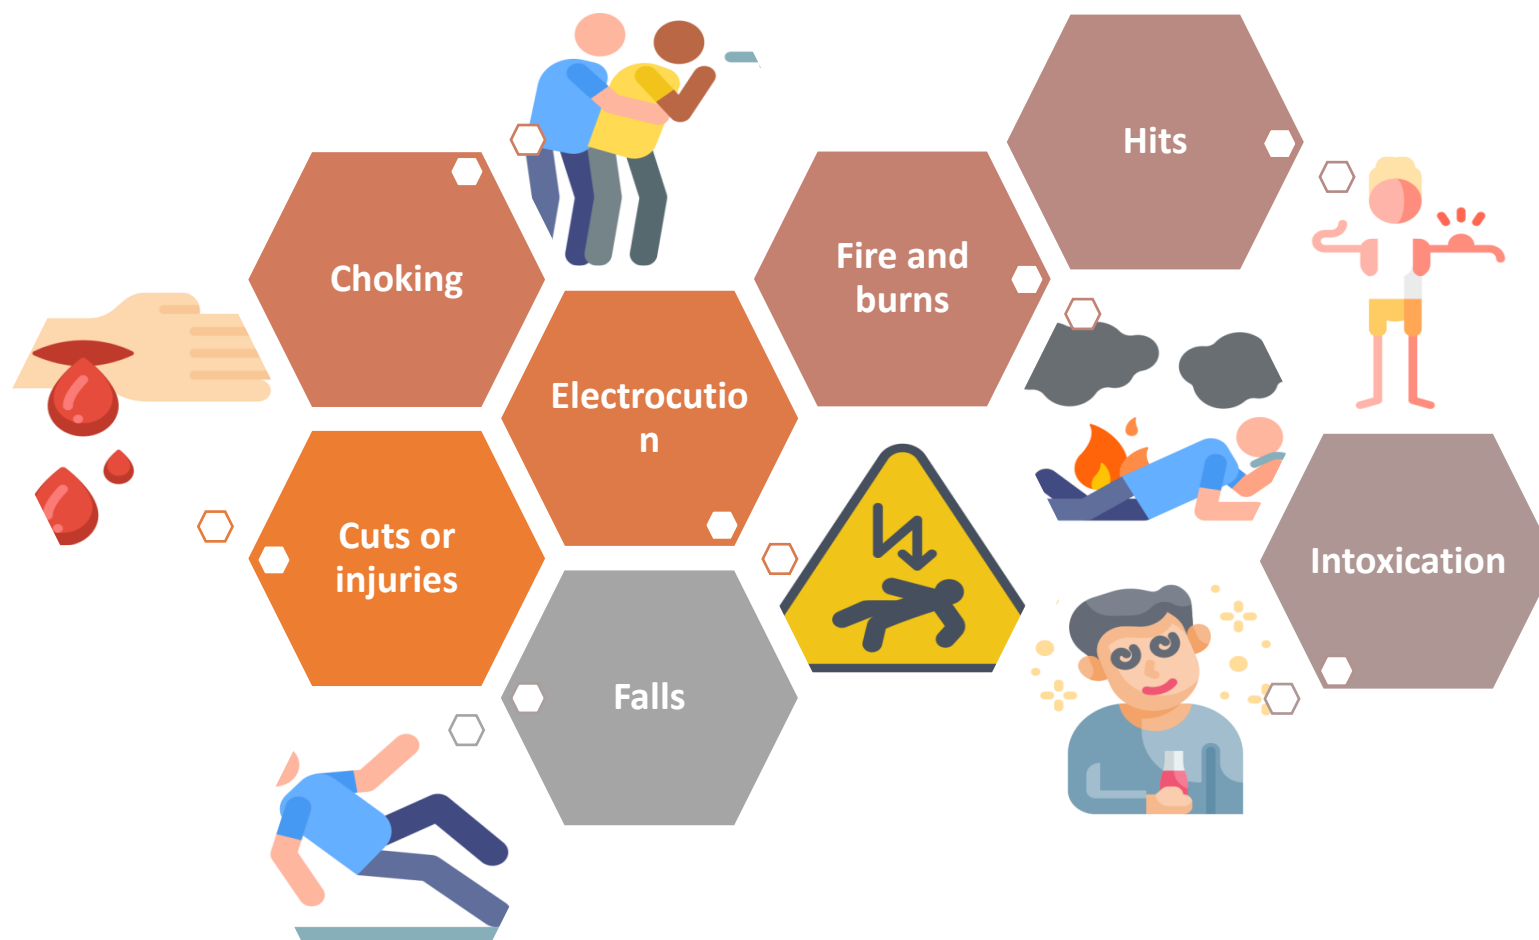 Hits
Choking
Fire and
burns
Electrocutio
n
Cuts or
injuries
Intoxication
Falls